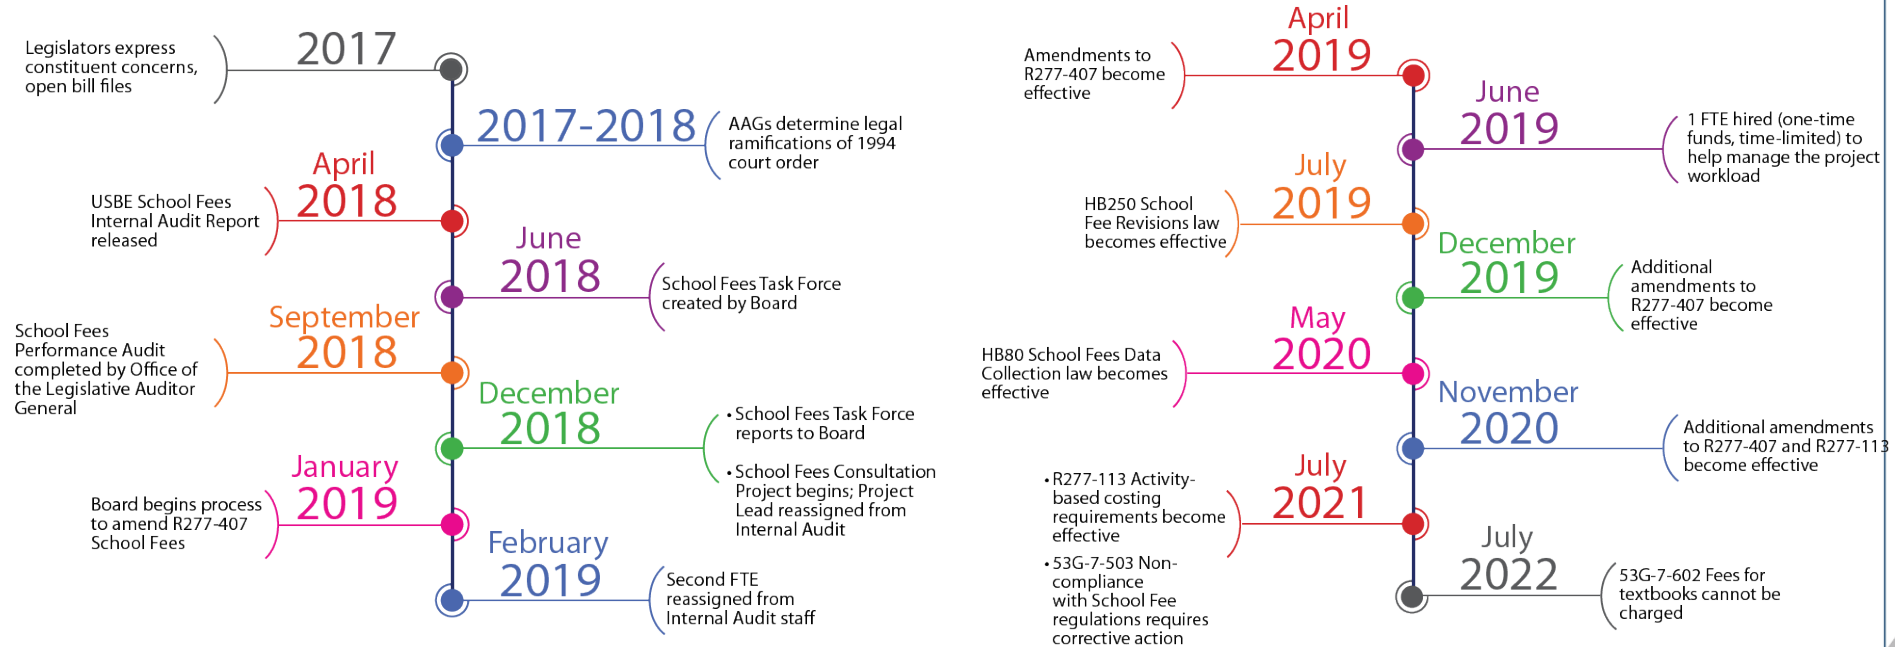 2017
Legislators express
constituent concerns,
open bill files
2017-2018
AAGs determine legal
ramifications of 1994
court order
April
2018
USBE School Fees
Internal Audit Report
released
June
2018
School Fees Task Force
created by Board
September
2018
School Fees
Performance Audit
completed by Office of
the Legislative Auditor
General
December
2018
• School Fees Task Force
reports to Board
• School Fees Consultation
Project begins; Project
Lead reassigned from
Internal Audit
January
2019
Board begins process
to amend R277-407
School Fees
February
2019
Second FTE
reassigned from
Internal Audit staff
April
2019
Amendments to
R277-407 become
effective
June
2019
1 FTE hired (one-time
funds, time-limited) to
help manage the project
workload
July
2019
HB250 School
Fee Revisions law
becomes effective
December
2019
Additional
amendments to
R277-407 become
effective
May
2020
HB80 School Fees Data
Collection law becomes
effective
November
2020
Additional amendments
to R277-407 and R277-113
become effective
July
2021
• R277-113 Activity-
based costing
requirements become
effective
• 53G-7-503 Non-
compliance
with School Fee
regulations requires
corrective action
July
2022
53G-7-602 Fees for
textbooks cannot be
charged